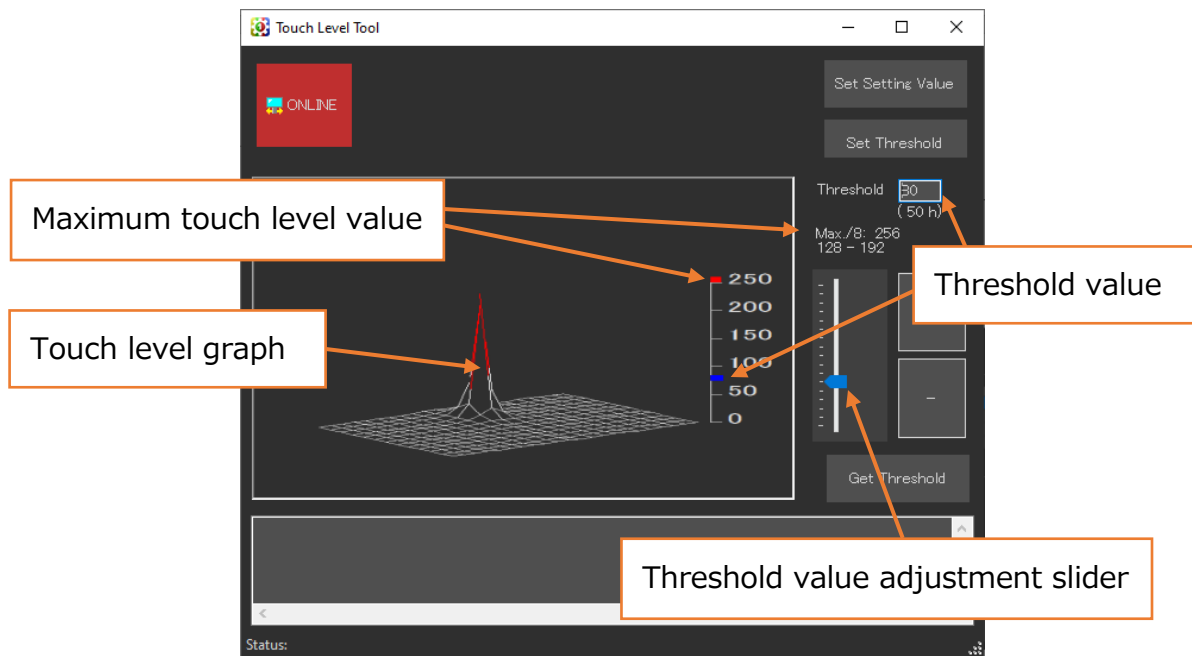 Touch Level Tool
ONLINE
Set Setting Value
Set Threshold
Maximum touch level value
Threshold 80
( 50 h)
Max./8: 256
128 - 192
250
200
150
100
50
0
Touch level graph
Threshold value
-
Get Threshold
Threshold value adjustment slider
Status: